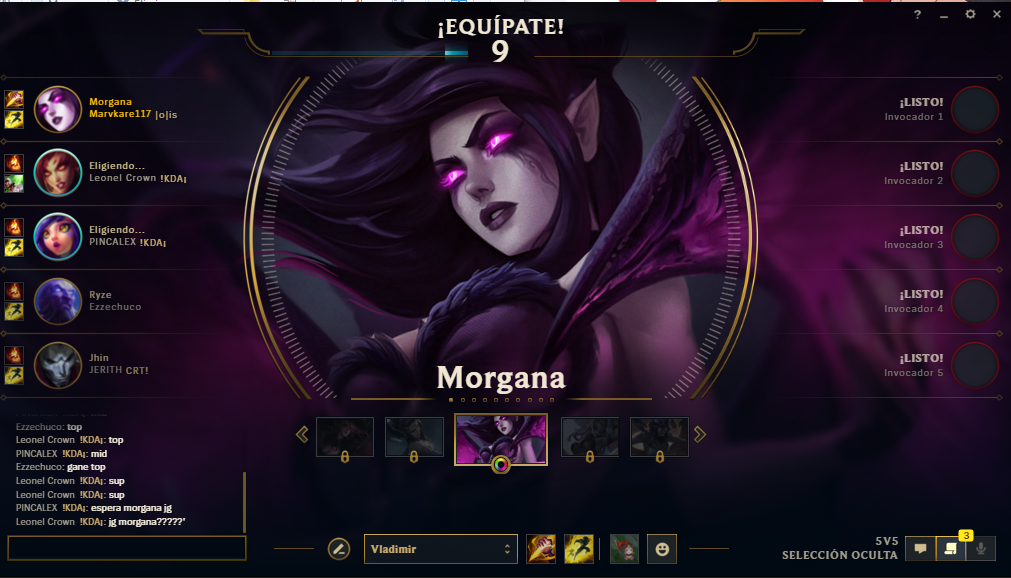 ¡EQUÍPATE!
9
?
Morgana
Marvkare117 |o|is
Eligiendo...
Leonel Crown !KDA¡
Eligiendo...
PINCALEX !KDA¡
Ryze
Ezzechuco
Jhin
JERITH CRT!
¡LISTO!
Invocador 1
¡LISTO!
Invocador 2
¡LISTO!
Invocador 3
¡LISTO!
Invocador 4
¡LISTO!
Invocador 5
Morgana
Ezzechuco: top
Leonel Crown !KDA¡: top
PINCALEX !KDA¡: mid
Ezzechuco: gane top
Leonel Crown !KDA¡: sup
Leonel Crown !KDA¡: sup
PINCALEX !KDA¡: espera morgana jg
Leonel Crown !KDA¡: jg morgana?????'
Vladimir
5V5
SELECCIÓN OCULTA
3